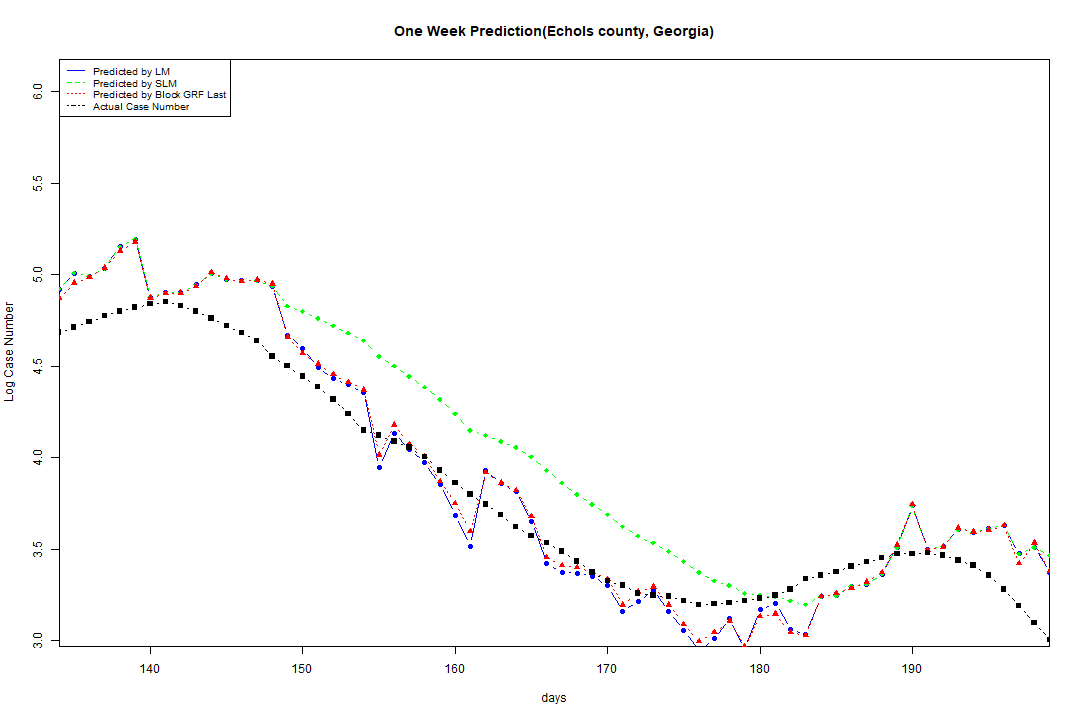 One Week Prediction(Echols county, Georgia)
Predicted by LM
Predicted by SLM
Predicted by Block GRF Last
Actual Case Number
6.0
5.5
5.0
4.5
4.0
3.5
3.0
Log Case Number
140 150 160 170 180 190
days